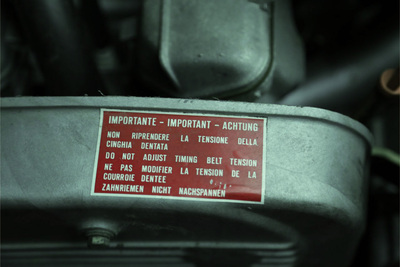 IMPORTANTE - IMPORTANT - ACHTUNG
NON RIPRENDERE LA TENSIONE DELLA
CINGHIA DENTATA
DO NOT ADJUST TIMING BELT TENSION
NE PAS MODIFIER LA TENSION DE LA
COURROIE DENTEE
ZAHNRIEMEN NICHT NACHSPANNEN